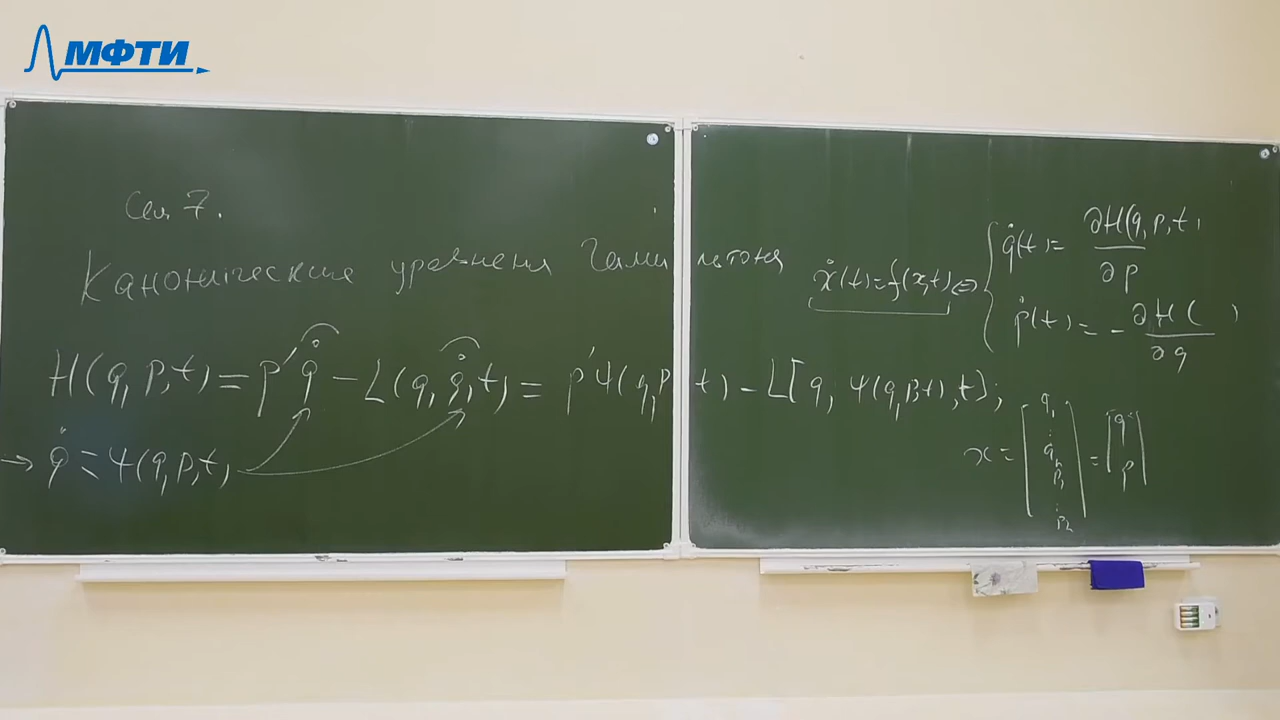 МФТИ
Сем 7.
Канонические уравнения Гамильтона
H(q,p,t) = p'q̇ − L(q,q̇,t) = p'Ψ(q,p,t) − L[q, Ψ(q,p,t),t];
→ q̇ = Ψ(q,p,t)
ẋ(t)=f(x,t) ⇔ { q̇(t) = ∂H(q,p,t) / ∂p
ṗ(t) = − ∂H( ) / ∂q
x = [q₁ ⋮ qₙ p₁ ⋮ pₙ] = [q p]